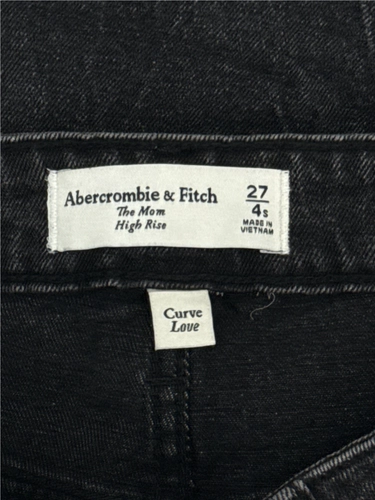 Abercrombie & Fitch
The Mom
High Rise
27
4s
MADE IN
VIETNAM
Curve
Love